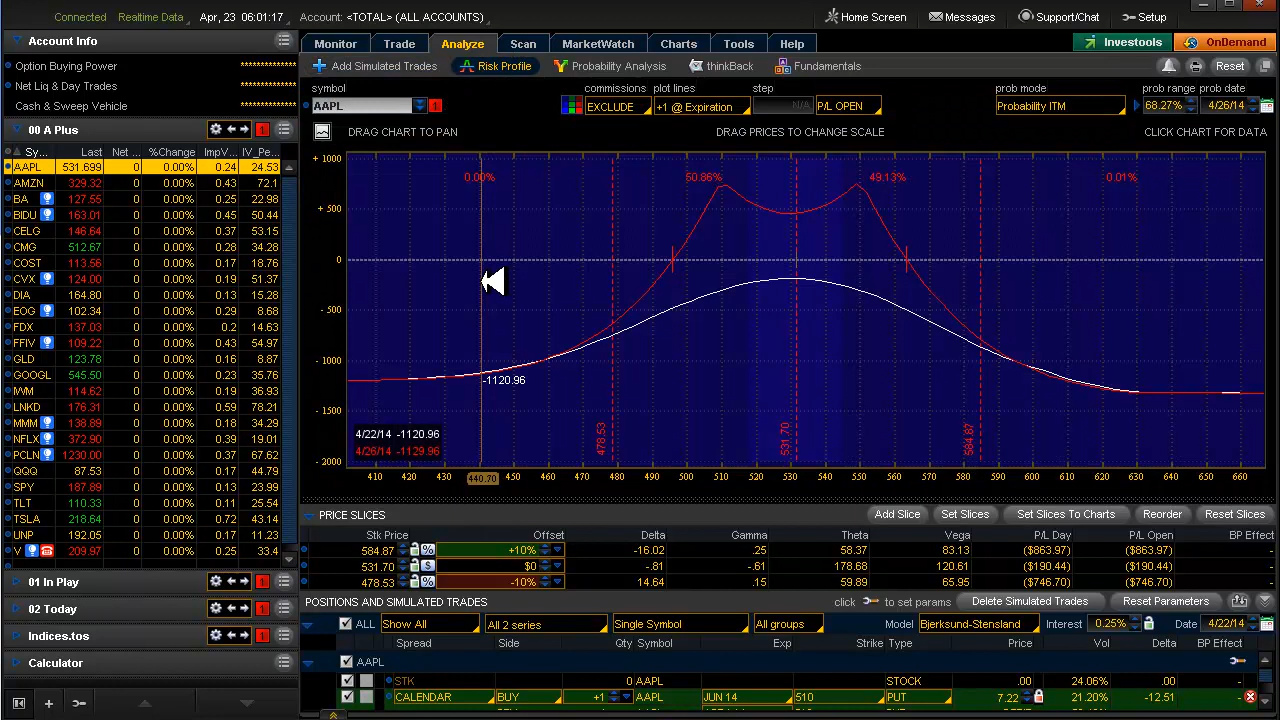 Connected Realtime Data Apr, 23 06:01:17 Account: <TOTAL> (ALL ACCOUNTS) Home Screen Messages Support/Chat Setup
Account Info
Option Buying Power **************
Net Liq & Day Trades **************
Cash & Sweep Vehicle **************
00 A Plus 1
Sy... Last Net ... %Change ImpV... IV_Pe...
AAPL 531.699 0 0.00% 0.24 24.53
AMZN 329.32 0 0.00% 0.43 72.1
BA 127.55 0 0.00% 0.25 22.98
BIDU 163.01 0 0.00% 0.45 50.44
CELG 146.64 0 0.00% 0.37 53.15
CMG 512.67 0 0.00% 0.28 34.28
COST 113.56 0 0.00% 0.17 23.56
CVX 124.00 0 0.00% 0.19 51.37
DIA 164.80 0 0.00% 0.13 15.28
EOG 102.34 0 0.00% 0.29 8.68
FDX 137.03 0 0.00% 0.2 14.63
FFIV 109.22 0 0.00% 0.43 54.97
GLD 123.78 0 0.00% 0.16 8.87
GOOGL 545.50 0 0.00% 0.23 35.76
IWM 114.62 0 0.00% 0.19 36.93
LNKD 176.31 0 0.00% 0.59 78.21
MMM 138.89 0 0.00% 0.18 34.29
NFLX 372.90 0 0.00% 0.39 19.01
PCLN 1230.00 0 0.00% 0.37 67.62
QQQ 87.53 0 0.00% 0.17 44.79
SPY 187.89 0 0.00% 0.13 23.99
TLT 110.33 0 0.00% 0.11 25.54
TSLA 218.64 0 0.00% 0.72 43.14
UNP 192.05 0 0.00% 0.17 11.23
V 209.97 0 0.00% 0.25 33.4
01 In Play 1
02 Today 1
Indices.tos 1
Calculator
Monitor Trade Analyze Scan MarketWatch Charts Tools Help Investools OnDemand
Add Simulated Trades Risk Profile Probability Analysis thinkBack Fundamentals Reset
symbol commissions plot lines step prob mode prob range prob date
AAPL 1 EXCLUDE +1 @ Expiration N/A P/L OPEN Probability ITM 68.27% 4/26/14
DRAG CHART TO PAN DRAG PRICES TO CHANGE SCALE CLICK CHART FOR DATA
+ 1000
0.00% 50.86% 49.13% 0.01%
+ 500
0
- 500
- 1000
-1120.96
- 1500
4/22/14 -1120.96
4/26/14 -1129.96
478.53 531.70 584.87
- 2000
410 420 430 440.70 450 460 470 480 490 500 510 520 530 540 550 560 570 580 590 600 610 620 630 640 650 660
PRICE SLICES Add Slice Set Slices Set Slices To Charts Reorder Reset Slices
Stk Price Offset Delta Gamma Theta Vega P/L Day P/L Open BP Effect
584.87 % +10% -16.02 .25 58.37 83.13 ($863.97) ($863.97) -
531.70 $ $0 -.81 -.61 178.68 120.61 ($190.44) ($190.44) -
478.53 % -10% 14.64 .15 59.89 65.95 ($746.70) ($746.70) -
POSITIONS AND SIMULATED TRADES click to set params Delete Simulated Trades Reset Parameters
ALL Show All All 2 series Single Symbol All groups Model Bjerksund-Stensland Interest 0.25% Date 4/22/14
Spread Side Qty Symbol Exp Strike Type Price Vol Delta BP Effect
AAPL
STK 0 AAPL STOCK .00 24.06% .00 -
CALENDAR BUY +1 AAPL JUN 14 510 PUT 7.22 21.20% -12.51 -